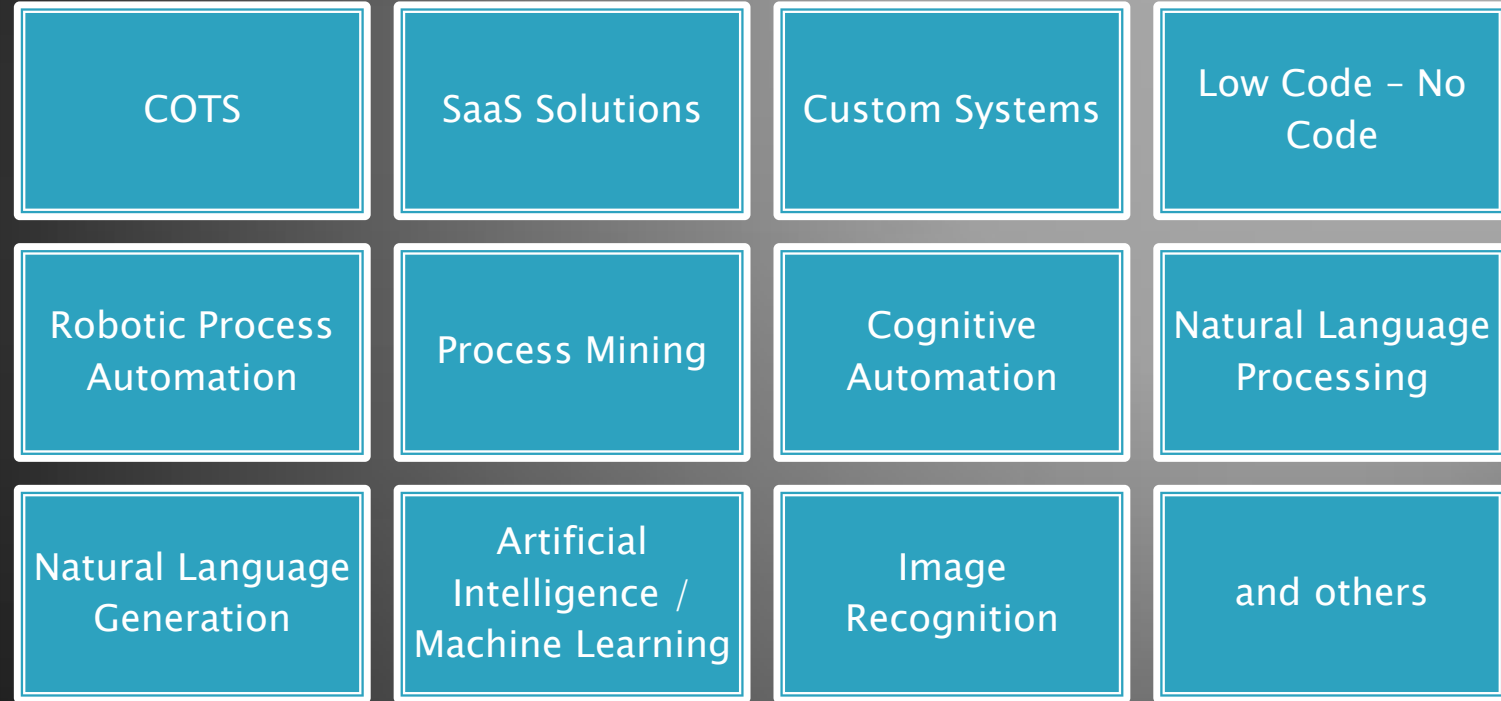 COTS
SaaS Solutions
Custom Systems
Low Code – No
Code
Robotic Process
Automation
Process Mining
Cognitive
Automation
Natural Language
Processing
Natural Language
Generation
Artificial
Intelligence /
Machine Learning
Image
Recognition
and others